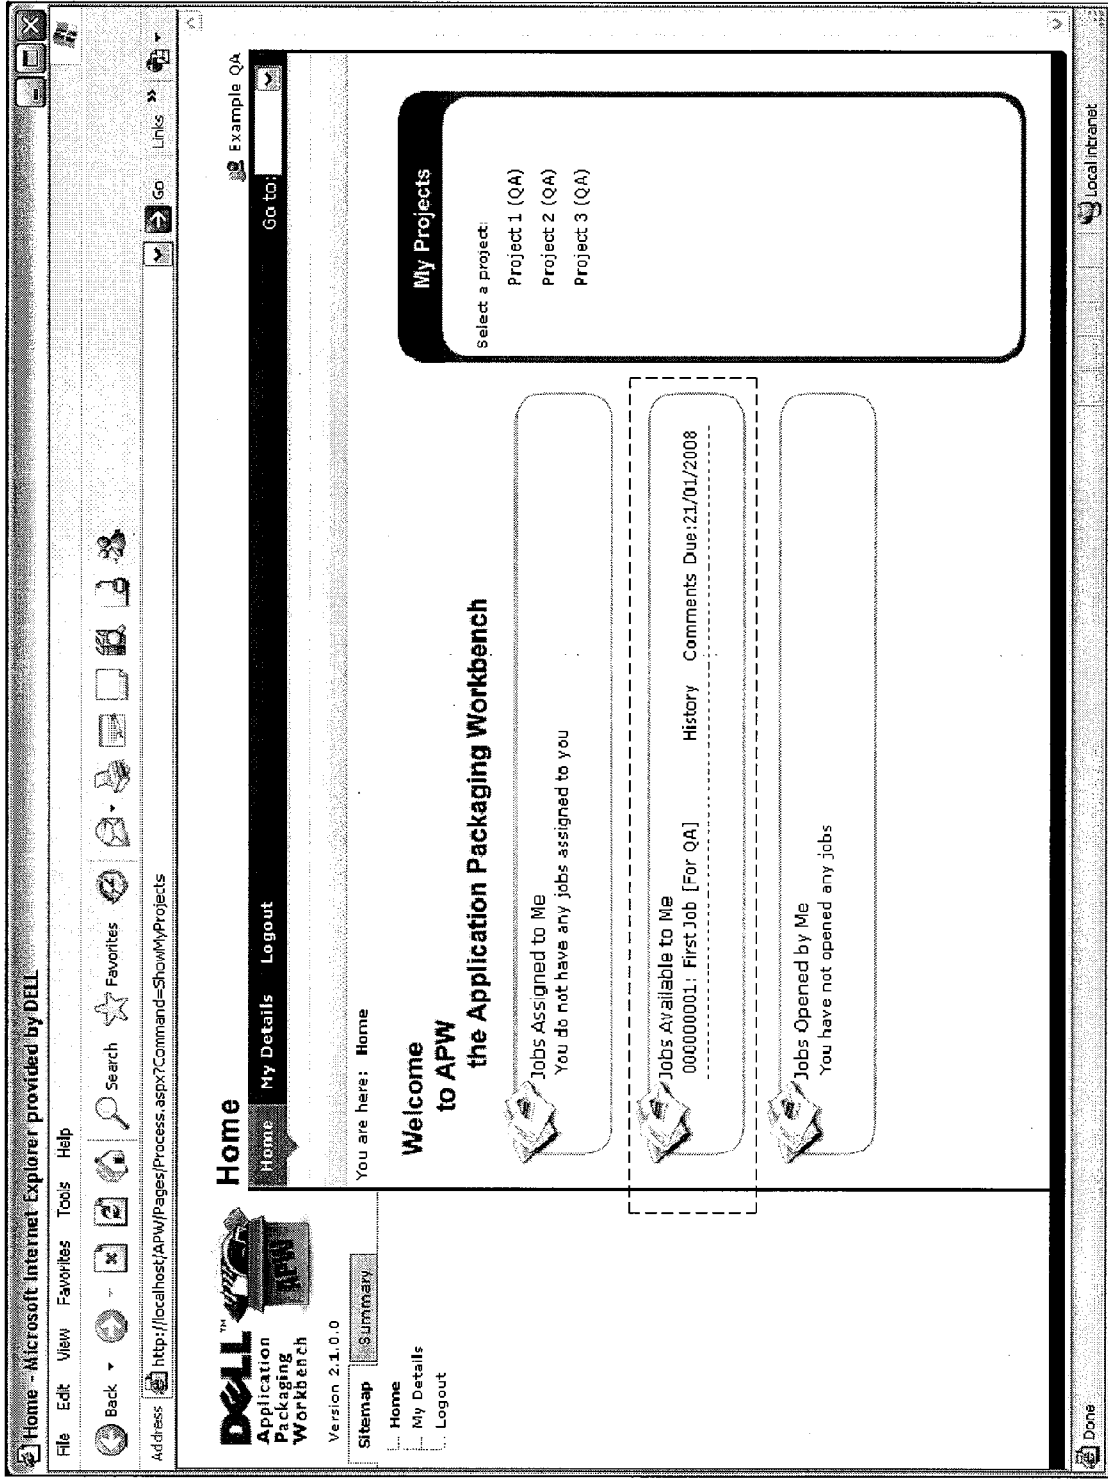 Home - Microsoft Internet Explorer provided by DELL
File Edit View Favorites Tools Help
Back Search Favorites
Address http://localhost/APW/Pages/Process.aspx?Command=ShowMyProjects Go Links »
DELL™
Application
Packaging
Workbench
APW
Version 2.1.0.0
Sitemap Summary
Home
My Details
Logout
Home
Example QA
Home My Details Logout Go to:
You are here: Home
Welcome
to APW
the Application Packaging Workbench
Jobs Assigned to Me
You do not have any jobs assigned to you
Jobs Available to Me
000000001: First Job [For QA] History Comments Due:21/01/2008
Jobs Opened by Me
You have not opened any jobs
My Projects
Select a project:
Project 1 (QA)
Project 2 (QA)
Project 3 (QA)
Done Local intranet